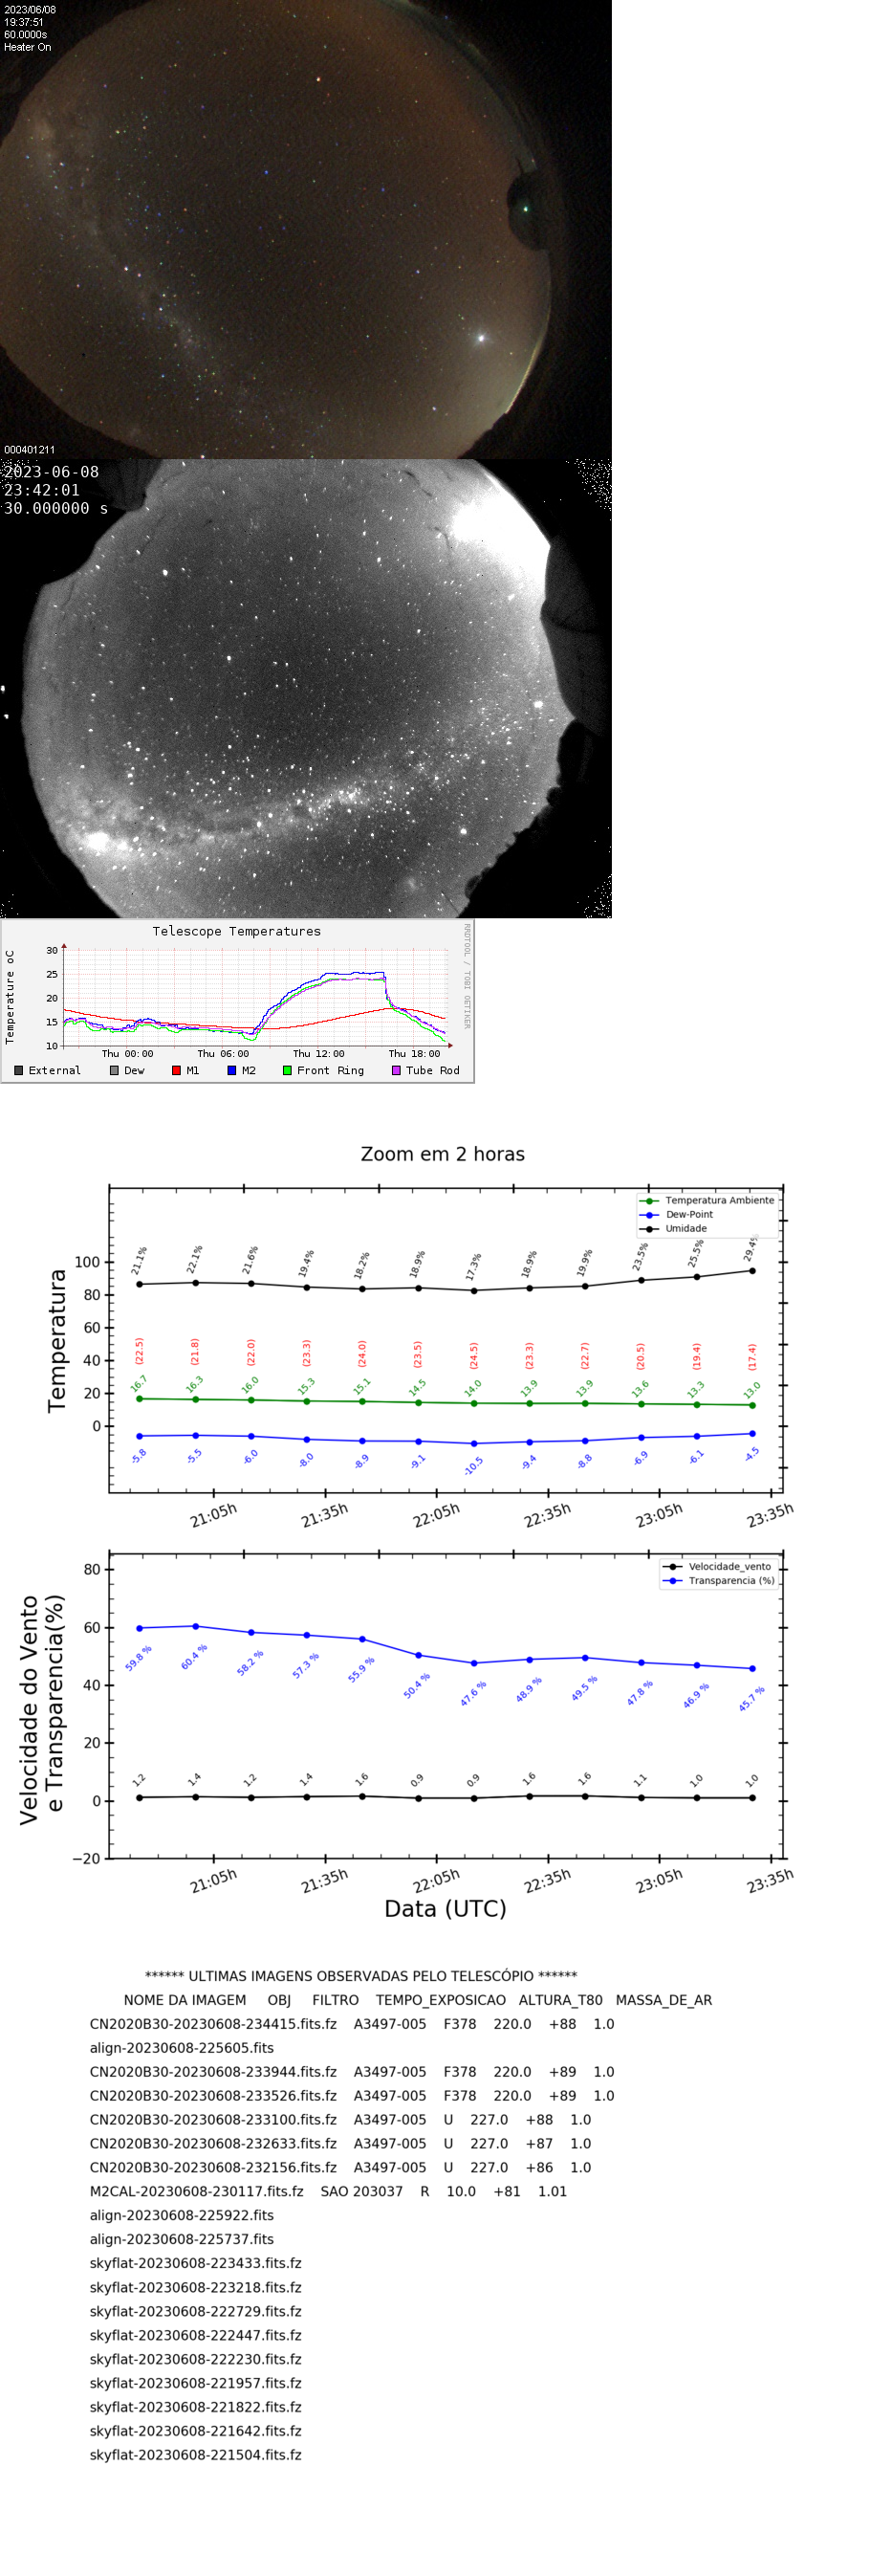 2023/06/08
19:37:51
60.0000s
Heater On
000401211
2023-06-08
23:42:01
30.000000 s
Telescope Temperatures
RRDTOOL / TOBI OETIKER
Temperature oC
30
25
20
15
10
Thu 00:00 Thu 06:00 Thu 12:00 Thu 18:00
External Dew M1 M2 Front Ring Tube Rod
Zoom em 2 horas
Temperatura Ambiente
Dew-Point
Umidade
Temperatura
100
80
60
40
20
0
21.1% 22.1% 21.6% 19.4% 18.2% 18.9% 17.3% 18.9% 19.9% 23.5% 25.5% 29.4%
(22.5) (21.8) (22.0) (23.3) (24.0) (23.5) (24.5) (23.3) (22.7) (20.5) (19.4) (17.4)
16.7 16.3 16.0 15.3 15.1 14.5 14.0 13.9 13.9 13.6 13.3 13.0
-5.8 -5.5 -6.0 -8.0 -8.9 -9.1 -10.5 -9.4 -8.8 -6.9 -6.1 -4.5
21:05h 21:35h 22:05h 22:35h 23:05h 23:35h
Velocidade_vento
Transparencia (%)
Velocidade do Vento
e Transparencia(%)
80
60
40
20
0
−20
59.8 % 60.4 % 58.2 % 57.3 % 55.9 % 50.4 % 47.6 % 48.9 % 49.5 % 47.8 % 46.9 % 45.7 %
1.2 1.4 1.2 1.4 1.6 0.9 0.9 1.6 1.6 1.1 1.0 1.0
21:05h 21:35h 22:05h 22:35h 23:05h 23:35h
Data (UTC)
****** ULTIMAS IMAGENS OBSERVADAS PELO TELESCÓPIO ******
NOME DA IMAGEM OBJ FILTRO TEMPO_EXPOSICAO ALTURA_T80 MASSA_DE_AR
CN2020B30-20230608-234415.fits.fz A3497-005 F378 220.0 +88 1.0
align-20230608-225605.fits
CN2020B30-20230608-233944.fits.fz A3497-005 F378 220.0 +89 1.0
CN2020B30-20230608-233526.fits.fz A3497-005 F378 220.0 +89 1.0
CN2020B30-20230608-233100.fits.fz A3497-005 U 227.0 +88 1.0
CN2020B30-20230608-232633.fits.fz A3497-005 U 227.0 +87 1.0
CN2020B30-20230608-232156.fits.fz A3497-005 U 227.0 +86 1.0
M2CAL-20230608-230117.fits.fz SAO 203037 R 10.0 +81 1.01
align-20230608-225922.fits
align-20230608-225737.fits
skyflat-20230608-223433.fits.fz
skyflat-20230608-223218.fits.fz
skyflat-20230608-222729.fits.fz
skyflat-20230608-222447.fits.fz
skyflat-20230608-222230.fits.fz
skyflat-20230608-221957.fits.fz
skyflat-20230608-221822.fits.fz
skyflat-20230608-221642.fits.fz
skyflat-20230608-221504.fits.fz